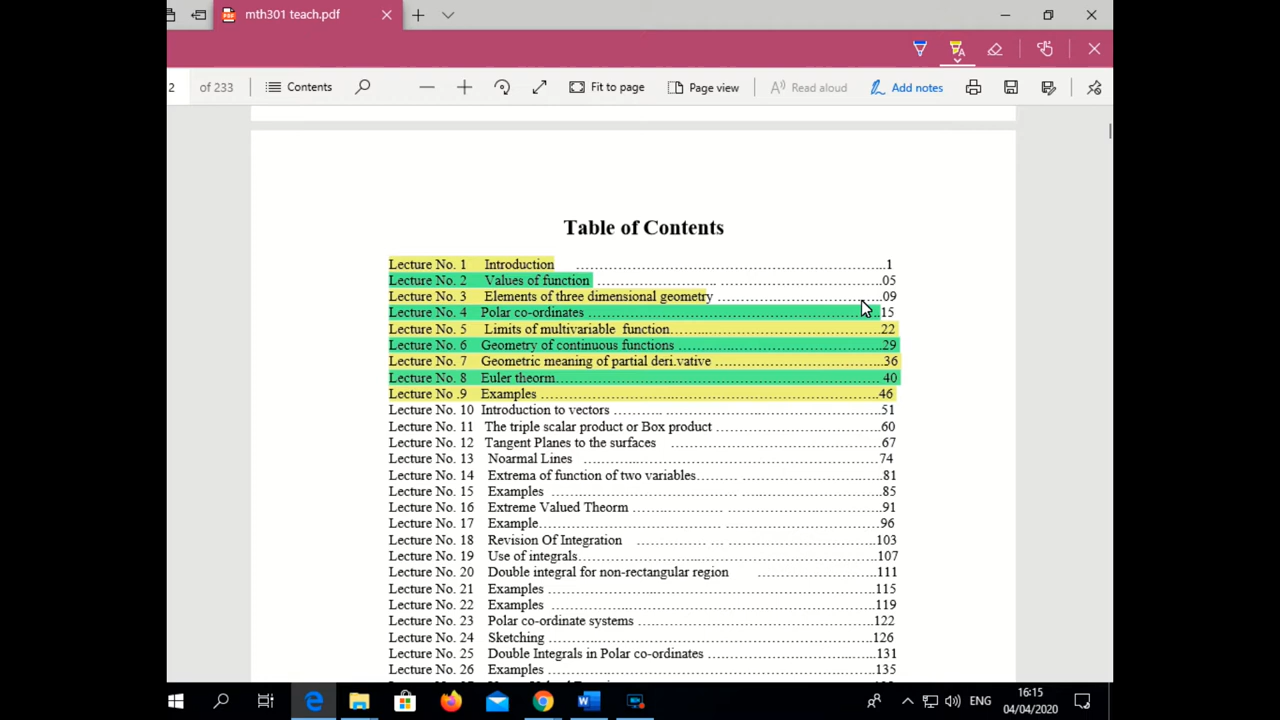 mth301 teach.pdf
2 of 233 Contents Fit to page Page view Read aloud Add notes
Table of Contents
Lecture No. 1 Introduction ...........................................................1
Lecture No. 2 Values of function ...........................................................05
Lecture No. 3 Elements of three dimensional geometry ........................................09
Lecture No. 4 Polar co-ordinates ...........................................................15
Lecture No. 5 Limits of multivariable function..................................................22
Lecture No. 6 Geometry of continuous functions ..............................................29
Lecture No. 7 Geometric meaning of partial deri.vative ........................................36
Lecture No. 8 Euler theorm...........................................................40
Lecture No .9 Examples ...........................................................46
Lecture No. 10 Introduction to vectors ...........................................................51
Lecture No. 11 The triple scalar product or Box product ........................................60
Lecture No. 12 Tangent Planes to the surfaces ..................................................67
Lecture No. 13 Noarmal Lines ...........................................................74
Lecture No. 14 Extrema of function of two variables............................................81
Lecture No. 15 Examples ...........................................................85
Lecture No. 16 Extreme Valued Theorm ...........................................................91
Lecture No. 17 Example...........................................................96
Lecture No. 18 Revision Of Integration ...........................................................103
Lecture No. 19 Use of integrals...........................................................107
Lecture No. 20 Double integral for non-rectangular region ....................................111
Lecture No. 21 Examples ...........................................................115
Lecture No. 22 Examples ...........................................................119
Lecture No. 23 Polar co-ordinate systems ........................................................122
Lecture No. 24 Sketching ...........................................................126
Lecture No. 25 Double Integrals in Polar co-ordinates ........................................131
Lecture No. 26 Examples ...........................................................135
ENG
16:15
04/04/2020